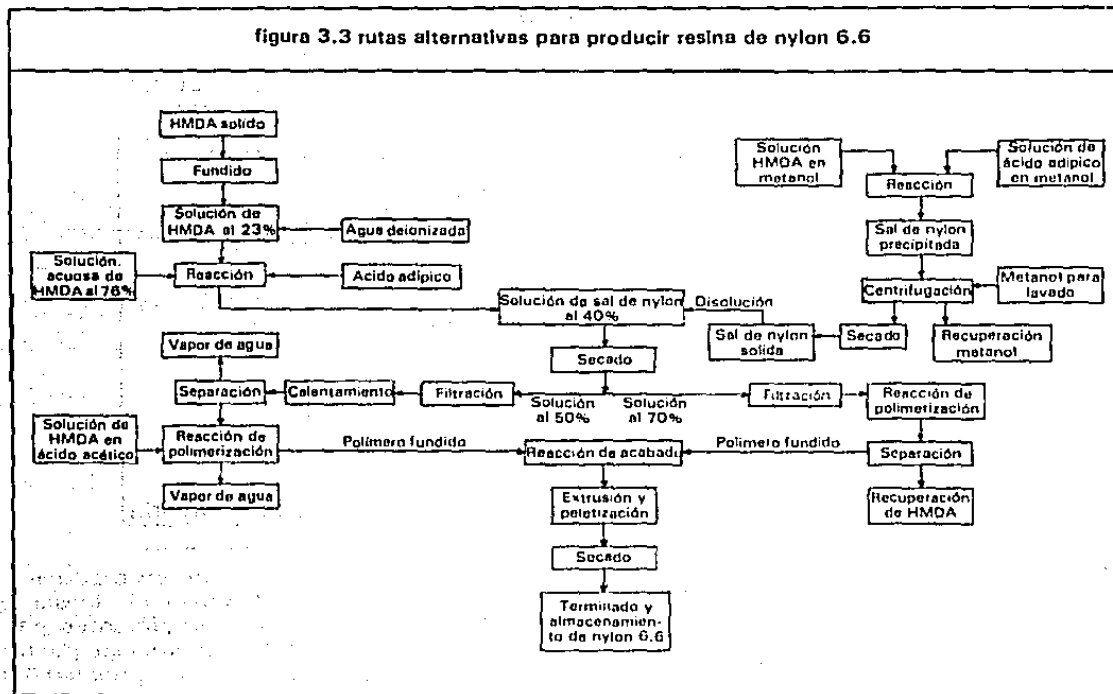 figura 3.3 rutas alternativas para producir resina de nylon 6.6
HMDA solido
Fundido
Solución de
HMDA al 23%
Agua deionizada
Solución
acuosa de
HMDA al 76%
Reacción
Acido adípico
Solución
HMDA en
metanol
Solución de
ácido adípico
en metanol
Reacción
Sal de nylon
precipitada
Centrifugación
Metanol para
lavado
Solución de sal de nylon
al 40%
Disolución
Sal de nylon
solida
Secado
Recuperación
metanol
Secado
Vapor de agua
Separación
Calentamiento
Filtración
Solución
al 50%
Solución
al 70%
Filtración
Reacción de
polimetización
Solución de
HMDA en
ácido acético
Reacción de
polimerización
Polímero fundido
Reacción de acabado
Polímero fundido
Separación
Vapor de agua
Extrusión y
peletización
Recuperación
de HMDA
Secado
Terminado y
almacenamien-
to de nylon 6.6